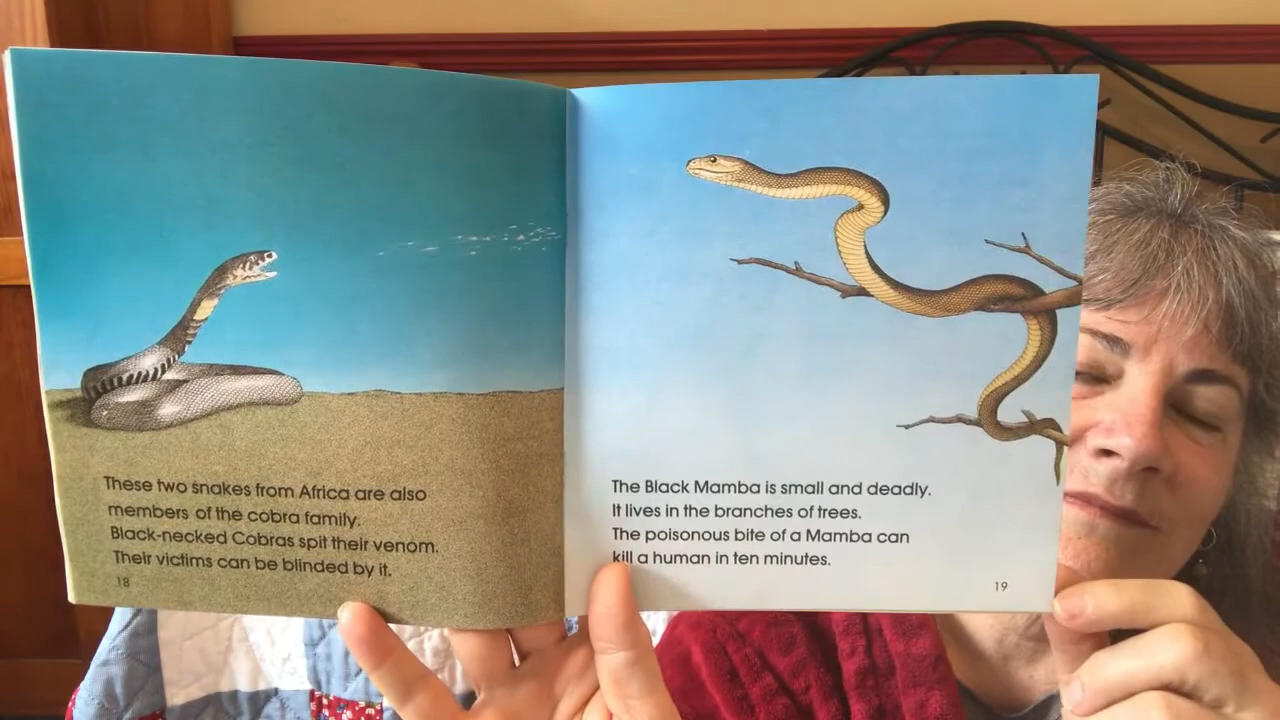 These two snakes from Africa are also
members of the cobra family.
Black-necked Cobras spit their venom.
Their victims can be blinded by it.
18
The Black Mamba is small and deadly.
It lives in the branches of trees.
The poisonous bite of a Mamba can
kill a human in ten minutes.
19